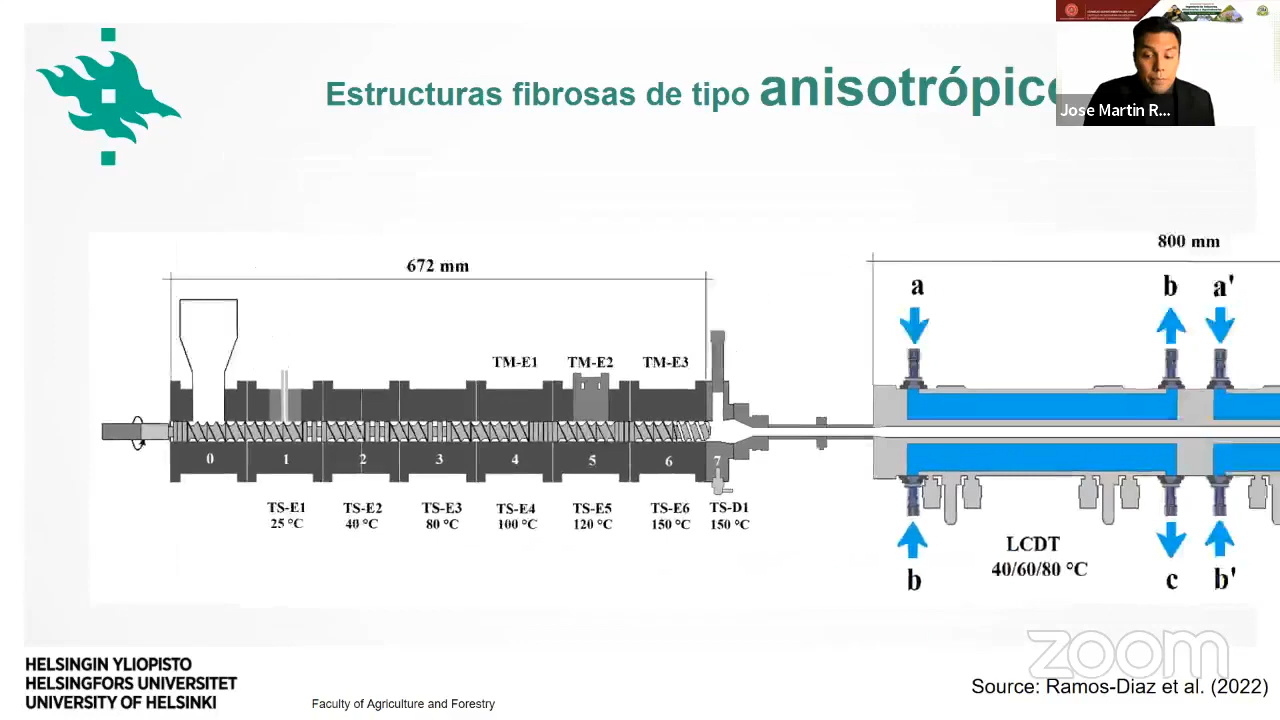 Estructuras fibrosas de tipo anisotrópico
Jose Martin R...
672 mm
800 mm
a
b
a'
TM-E1
TM-E2
TM-E3
0
1
2
3
4
5
6
7
TS-E1
25 °C
TS-E2
40 °C
TS-E3
80 °C
TS-E4
100 °C
TS-E5
120 °C
TS-E6
150 °C
TS-D1
150 °C
LCDT
40/60/80 °C
b
c
b'
zoom
HELSINGIN YLIOPISTO
HELSINGFORS UNIVERSITET
UNIVERSITY OF HELSINKI
Faculty of Agriculture and Forestry
Source: Ramos-Diaz et al. (2022)